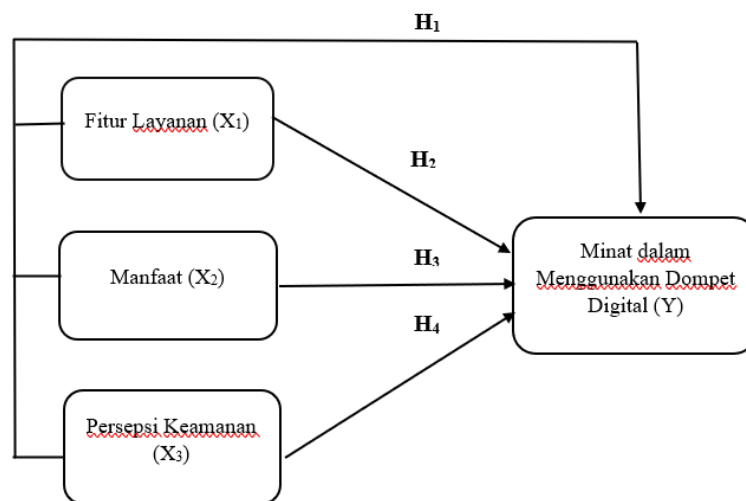 H₁
Fitur Layanan (X₁)
H₂
Manfaat (X₂)
H₃
Minat dalam
Menggunakan Dompet
Digital (Y)
H₄
Persepsi Keamanan
(X₃)